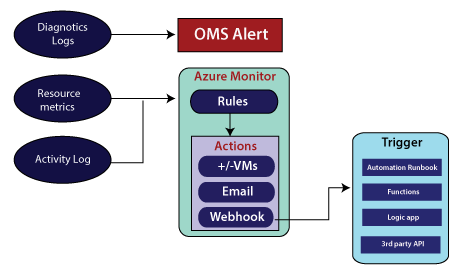 Diagnostics
Logs
OMS Alert
Resource
metrics
Activity Log
Azure Monitor
Rules
Actions
+/-VMs
Email
Webhook
Trigger
Automation Runbook
Functions
Logic app
3rd party API